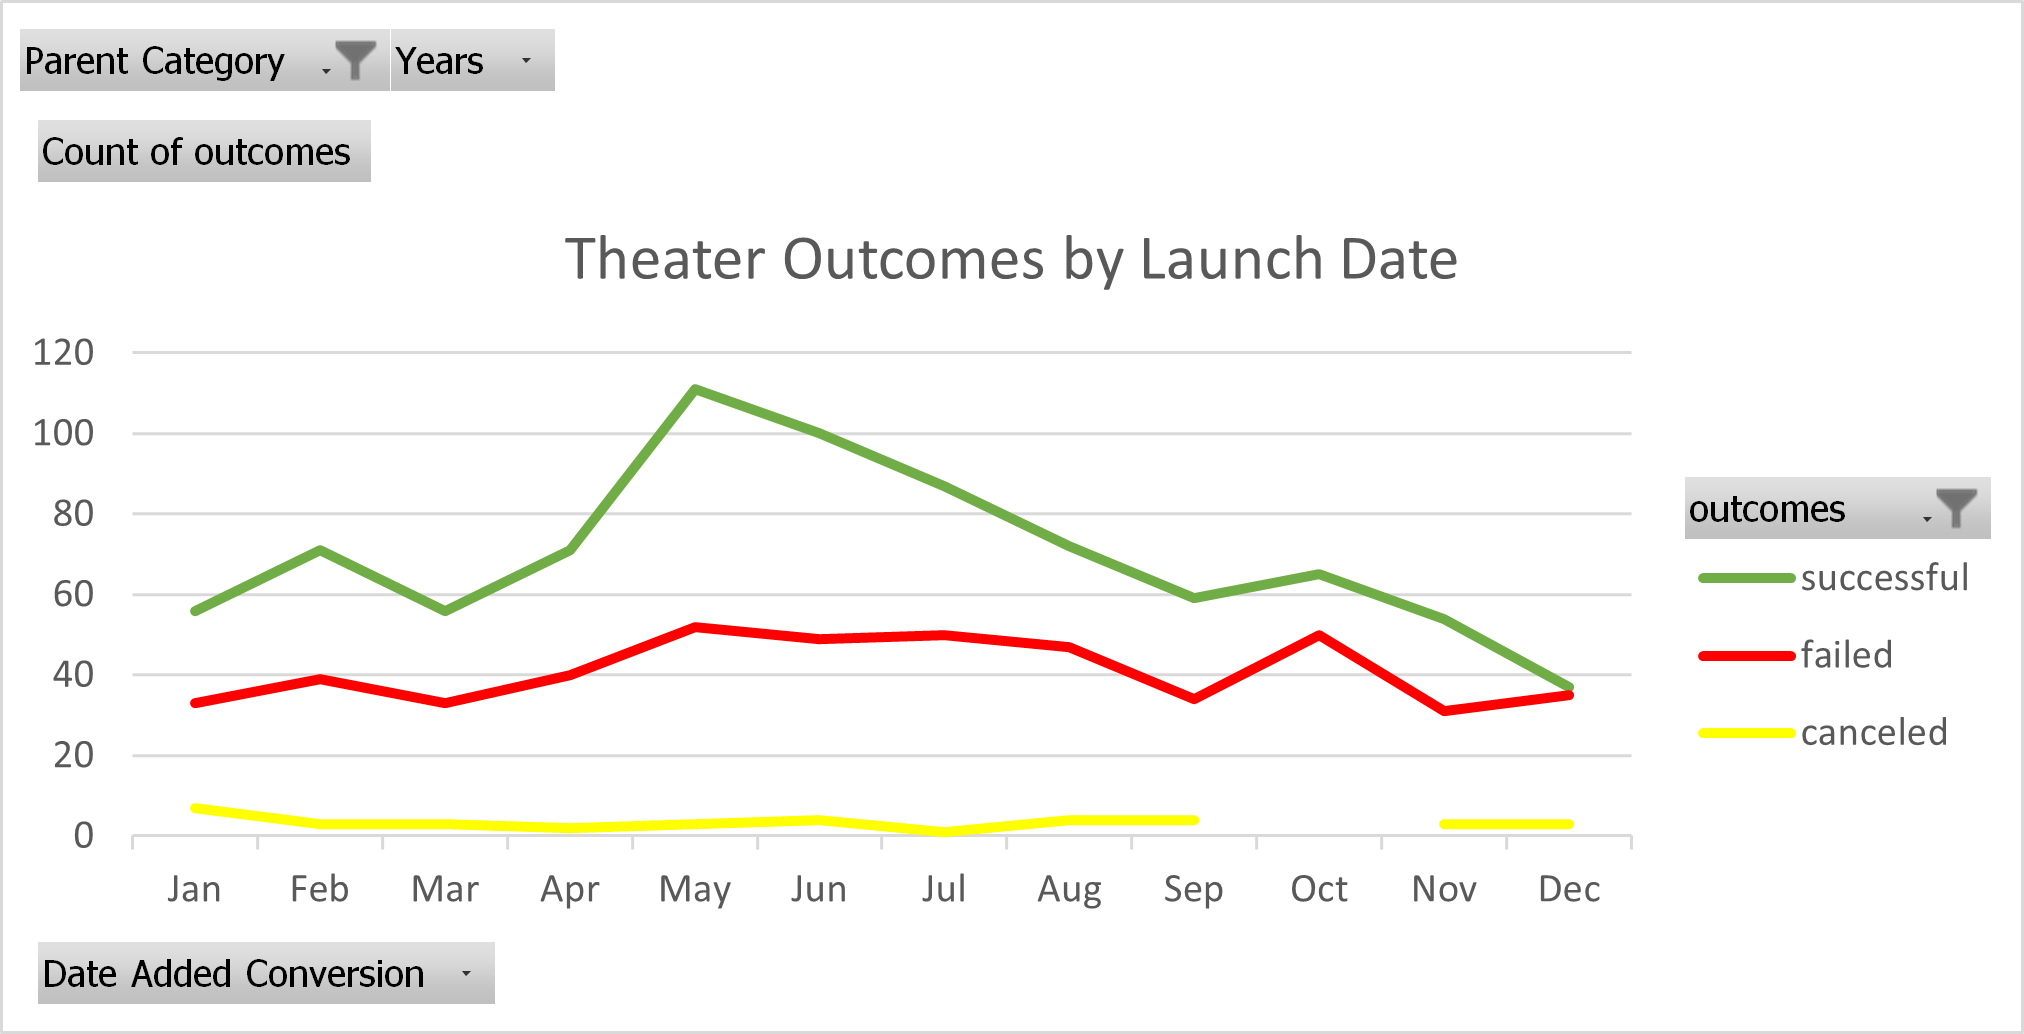 Parent Category Years
Count of outcomes
Theater Outcomes by Launch Date
120
100
80
60
40
20
0
Jan Feb Mar Apr May Jun Jul Aug Sep Oct Nov Dec
outcomes
successful
failed
canceled
Date Added Conversion